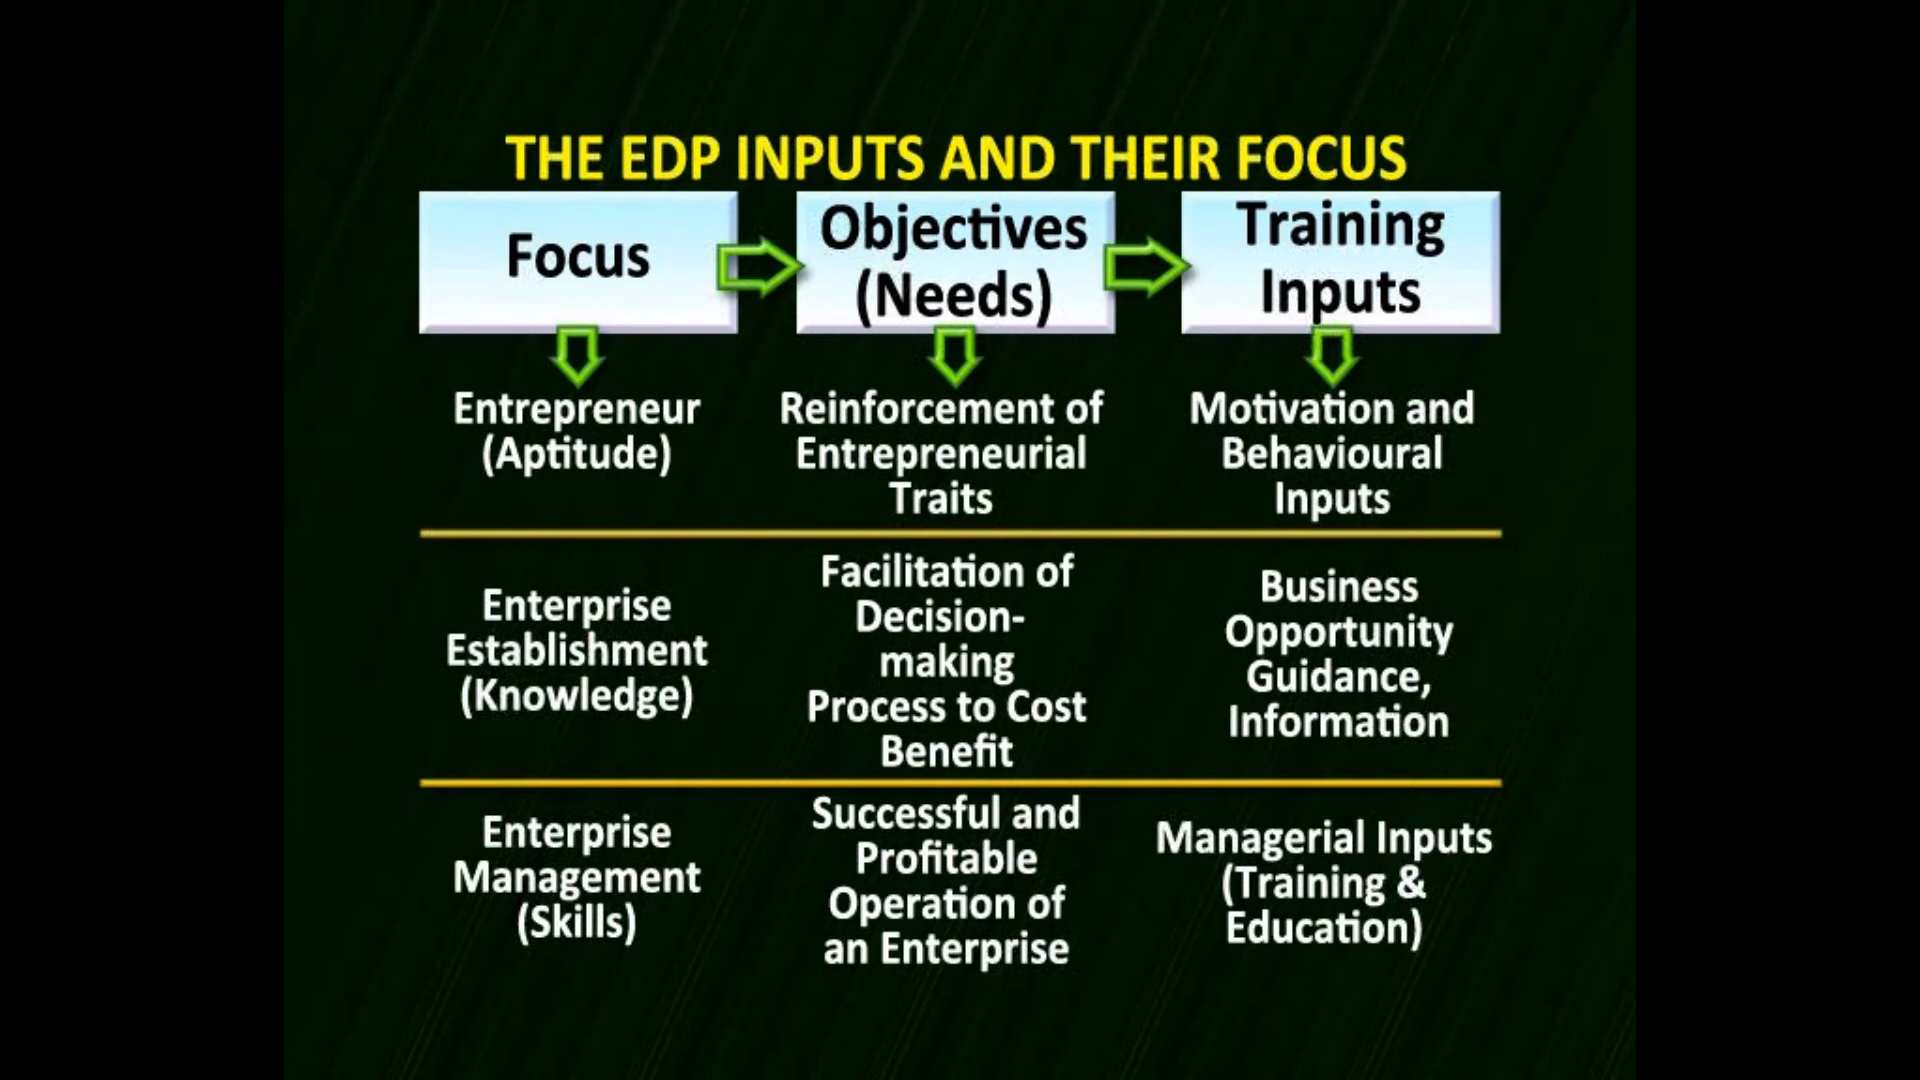 THE EDP INPUTS AND THEIR FOCUS
Focus
Objectives
(Needs)
Training
Inputs
Entrepreneur
(Aptitude)
Reinforcement of
Entrepreneurial
Traits
Motivation and
Behavioural
Inputs
Enterprise
Establishment
(Knowledge)
Facilitation of
Decision-
making
Process to Cost
Benefit
Business
Opportunity
Guidance,
Information
Enterprise
Management
(Skills)
Successful and
Profitable
Operation of
an Enterprise
Managerial Inputs
(Training &
Education)